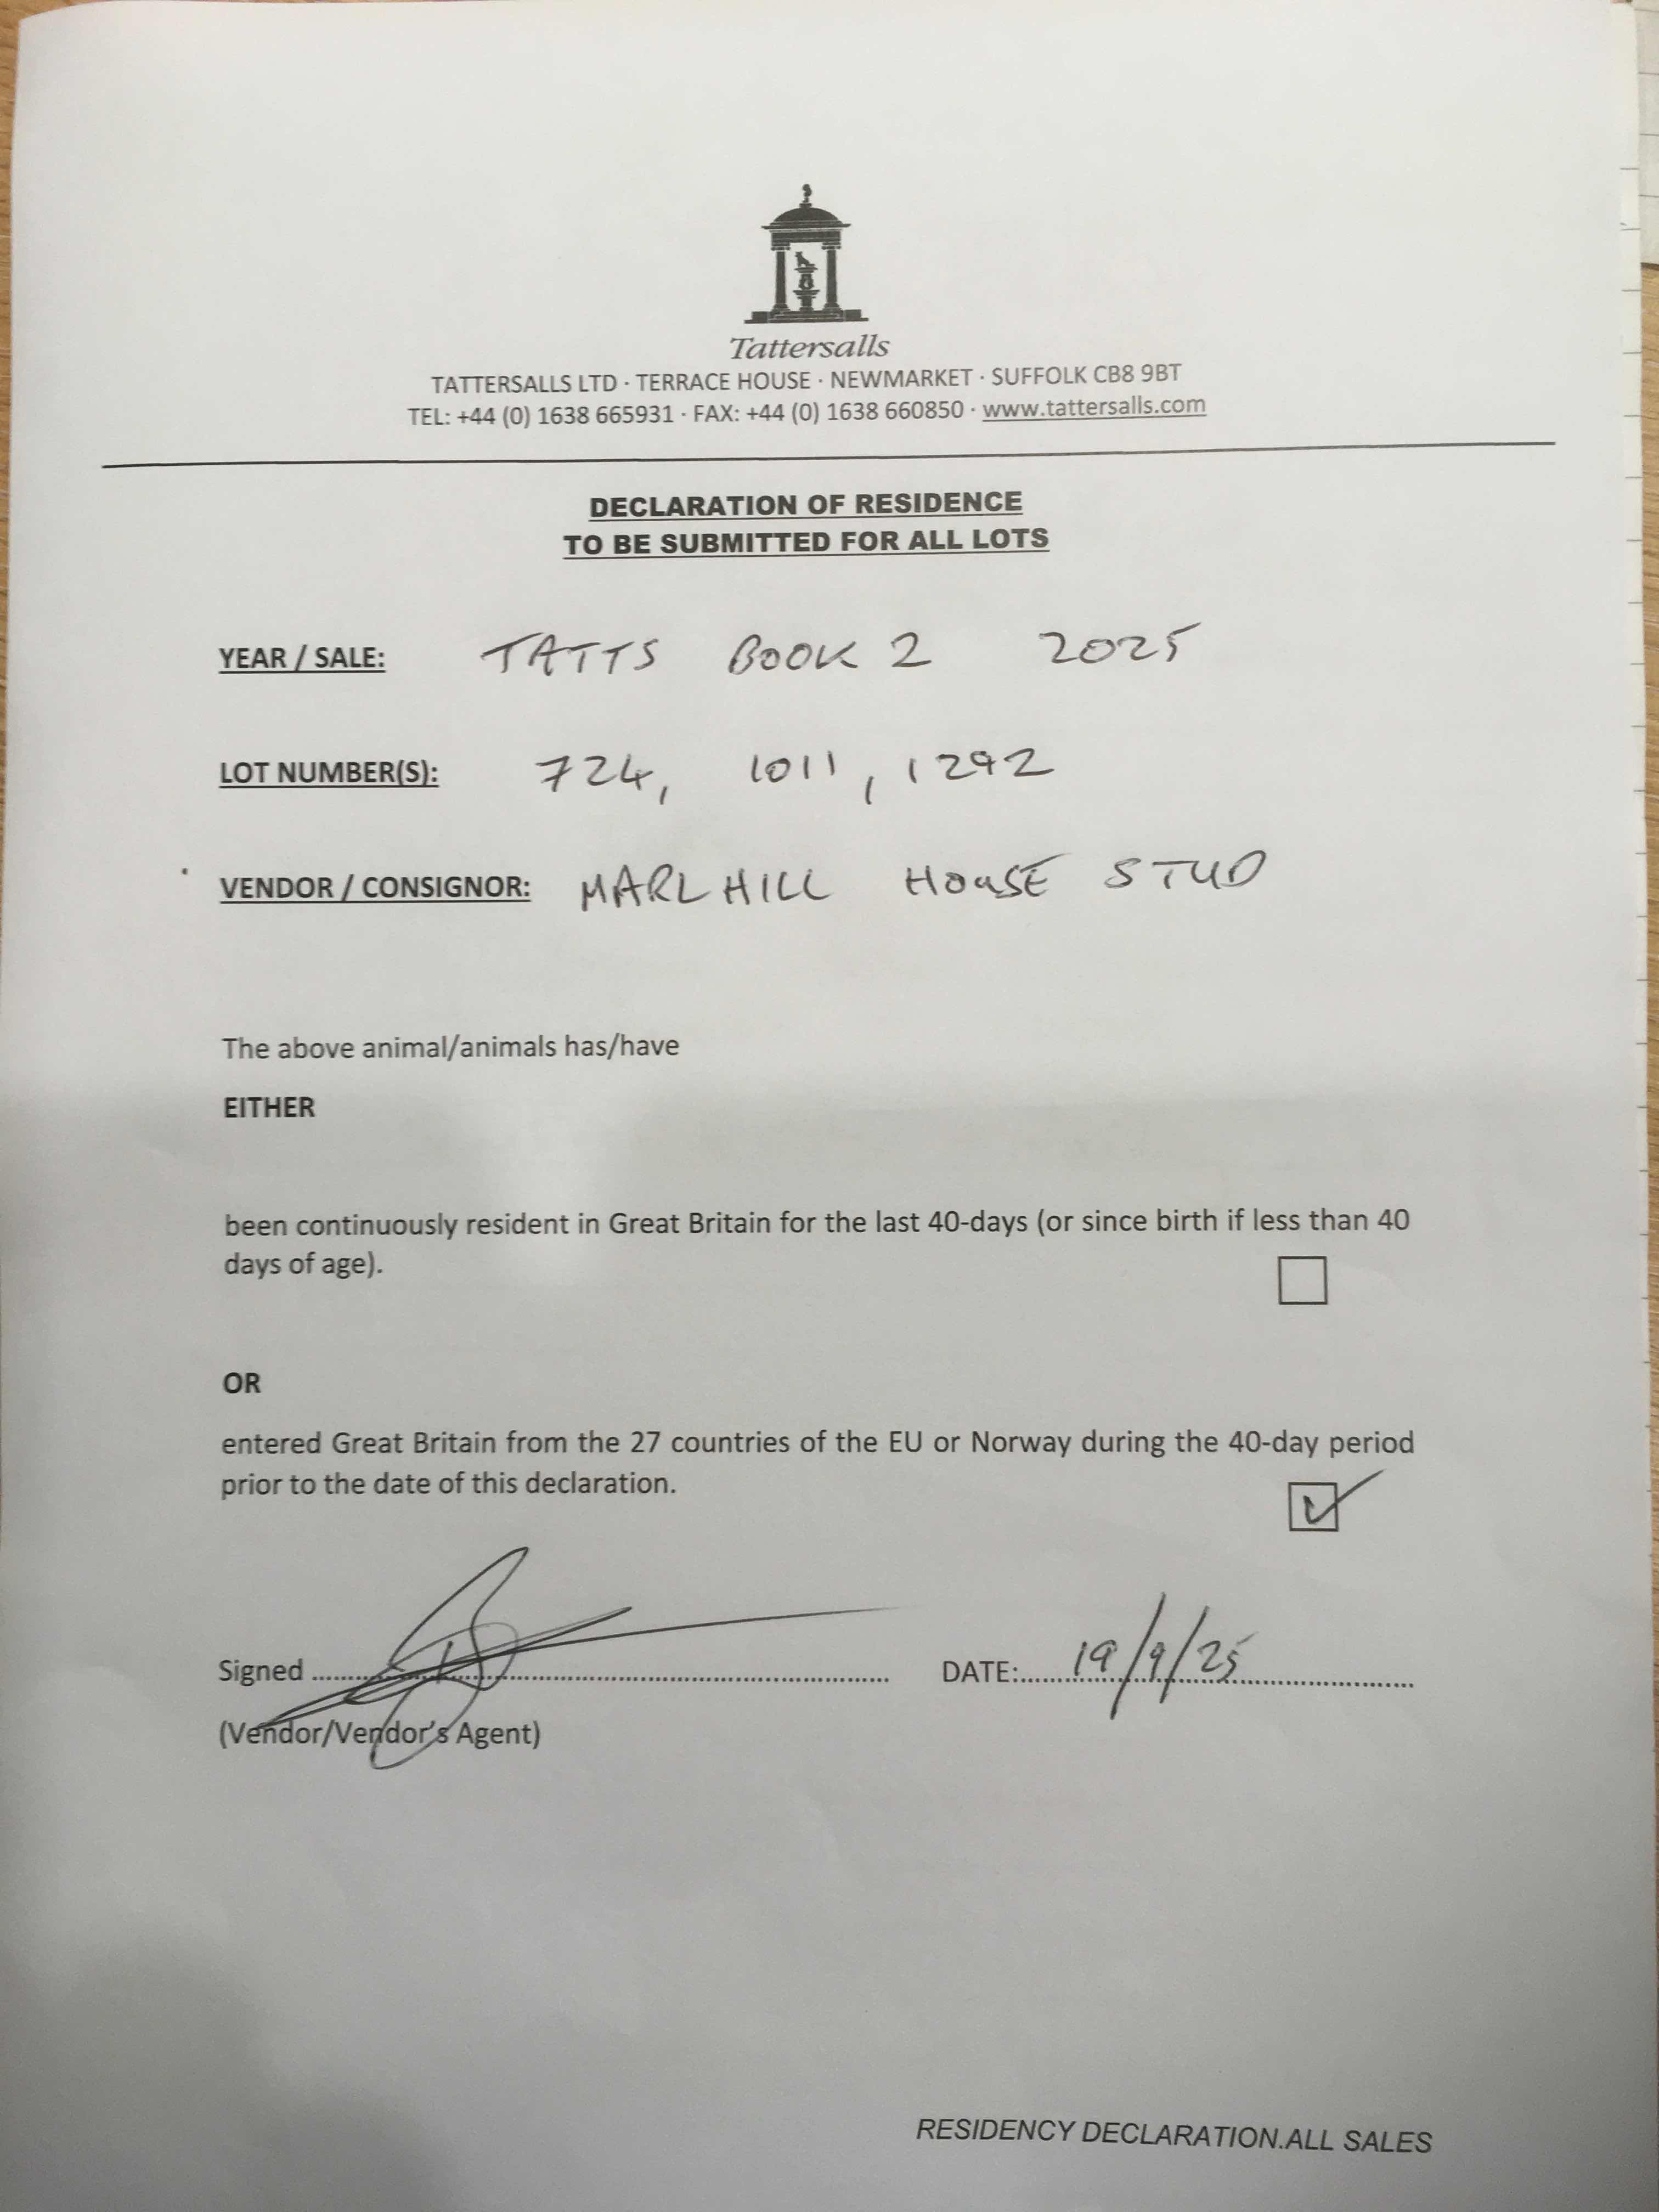 Tattersalls
TATTERSALLS LTD · TERRACE HOUSE · NEWMARKET · SUFFOLK CB8 9BT
TEL: +44 (0) 1638 665931 · FAX: +44 (0) 1638 660850 · www.tattersalls.com
DECLARATION OF RESIDENCE
TO BE SUBMITTED FOR ALL LOTS
YEAR / SALE: TATTS BOOK 2 2025
LOT NUMBER(S): 724, 1011, 1292
VENDOR / CONSIGNOR: MARLHILL HOUSE STUD
The above animal/animals has/have
EITHER
been continuously resident in Great Britain for the last 40-days (or since birth if less than 40
days of age).
OR
entered Great Britain from the 27 countries of the EU or Norway during the 40-day period
prior to the date of this declaration.
Signed
DATE: 19/9/25
(Vendor/Vendor's Agent)
RESIDENCY DECLARATION.ALL SALES